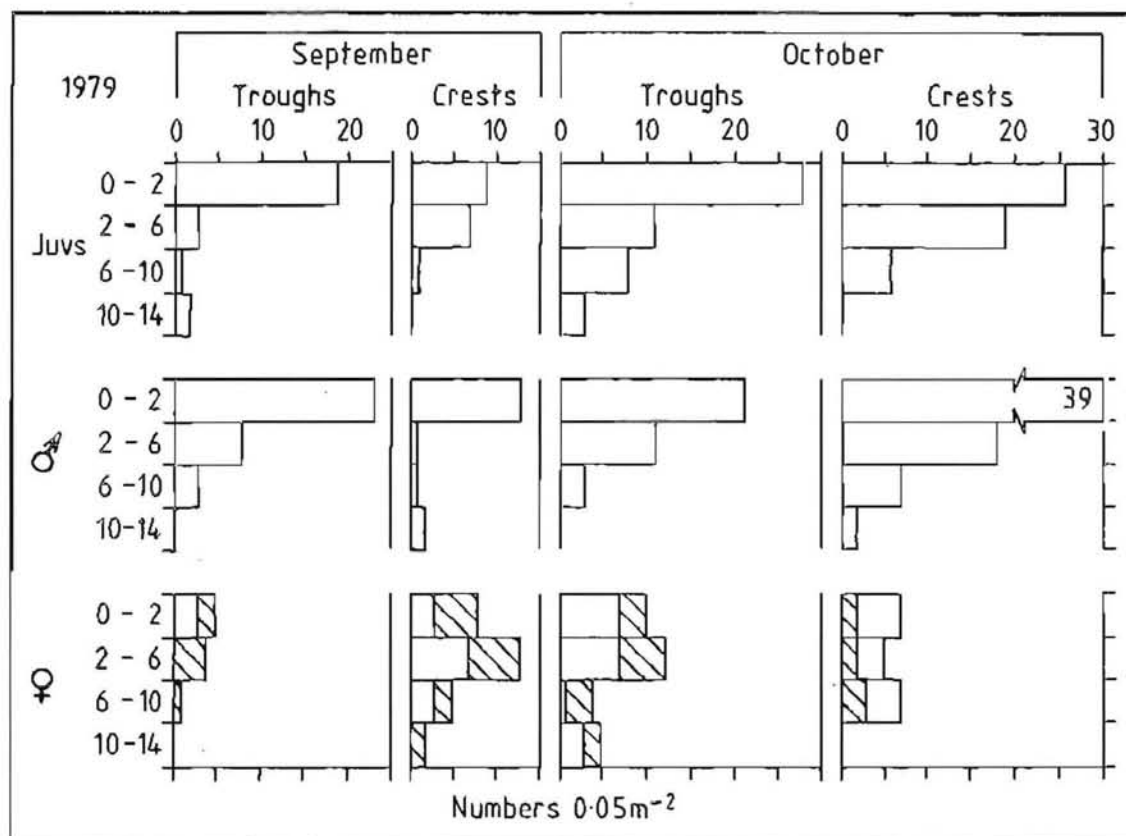 September October
1979 Troughs Crests Troughs Crests
0 10 20 0 10 0 10 20 0 10 20 30
0 - 2
2 - 6
Juvs
6 - 10
10 - 14
0 - 2 39
2 - 6
♂
6 - 10
10 - 14
0 - 2
2 - 6
♀
6 - 10
10 - 14
Numbers 0·05m⁻²